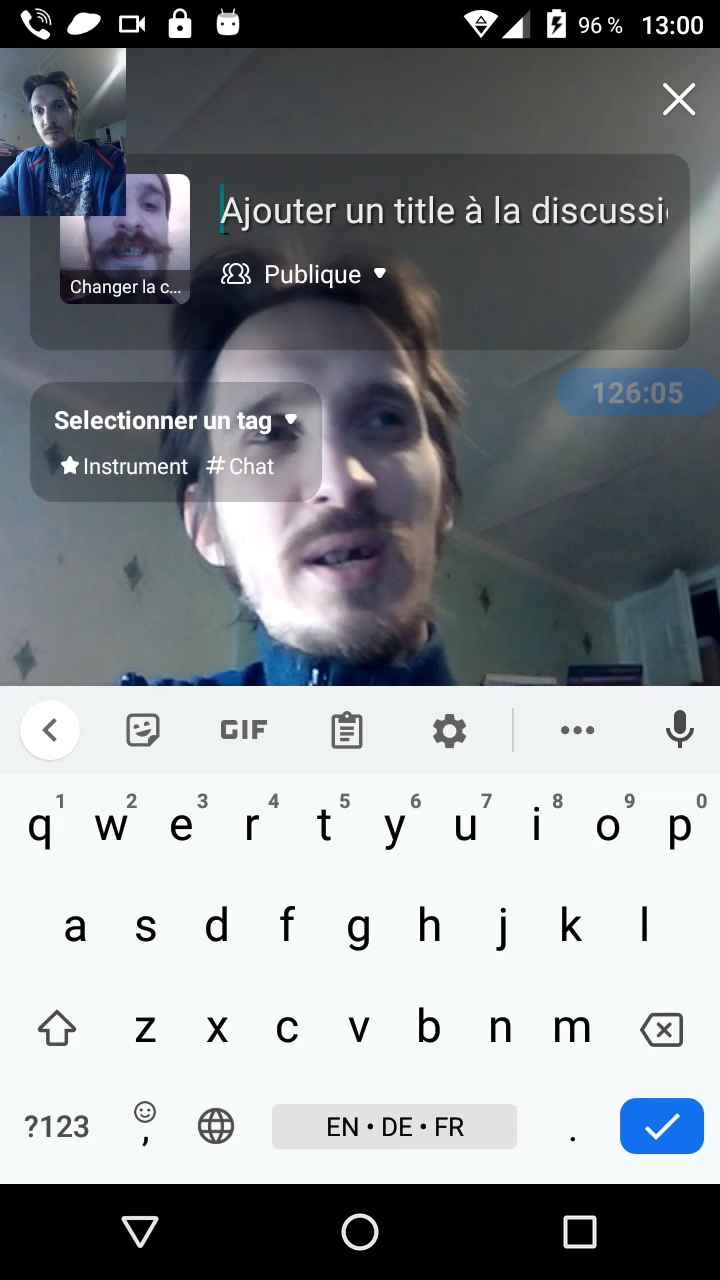 96 % 13:00
Ajouter un title à la discussi
Changer la c...
Publique
126:05
Selectionner un tag
Instrument # Chat
GIF
1 2 3 4 5 6 7 8 9 0
q w e r t y u i o p
a s d f g h j k l
z x c v b n m
?123 , EN • DE • FR .